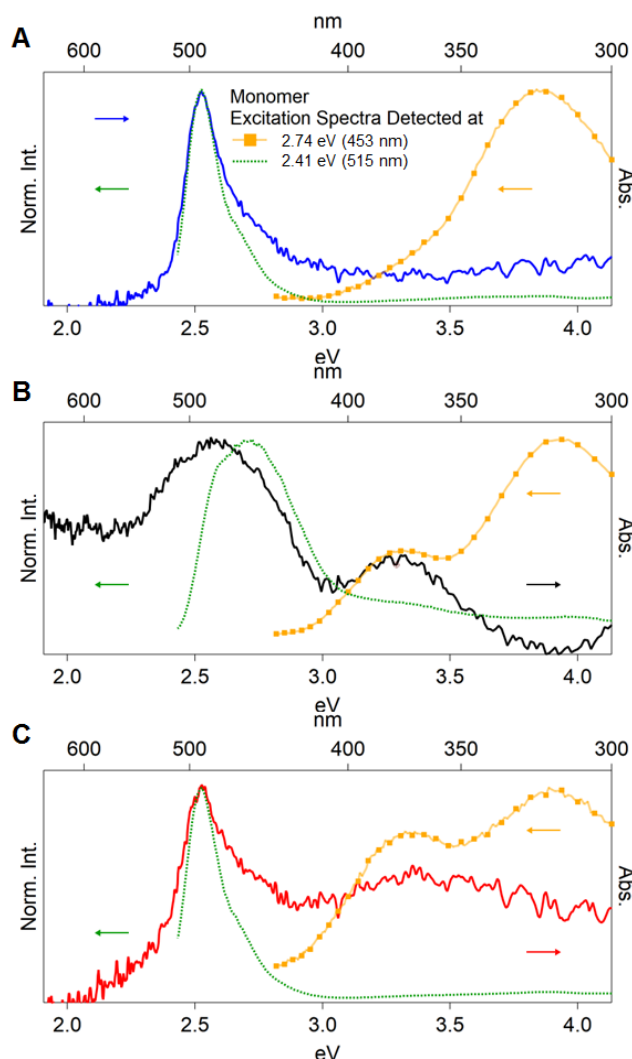 A
nm
600 500 400 350 300
Monomer
Excitation Spectra Detected at
2.74 eV (453 nm)
2.41 eV (515 nm)
Norm. Int.
Abs.
2.0 2.5 3.0 3.5 4.0
eV
B
nm
600 500 400 350 300
Norm. Int.
Abs.
2.0 2.5 3.0 3.5 4.0
eV
C
nm
600 500 400 350 300
Norm. Int.
Abs.
2.0 2.5 3.0 3.5 4.0
eV